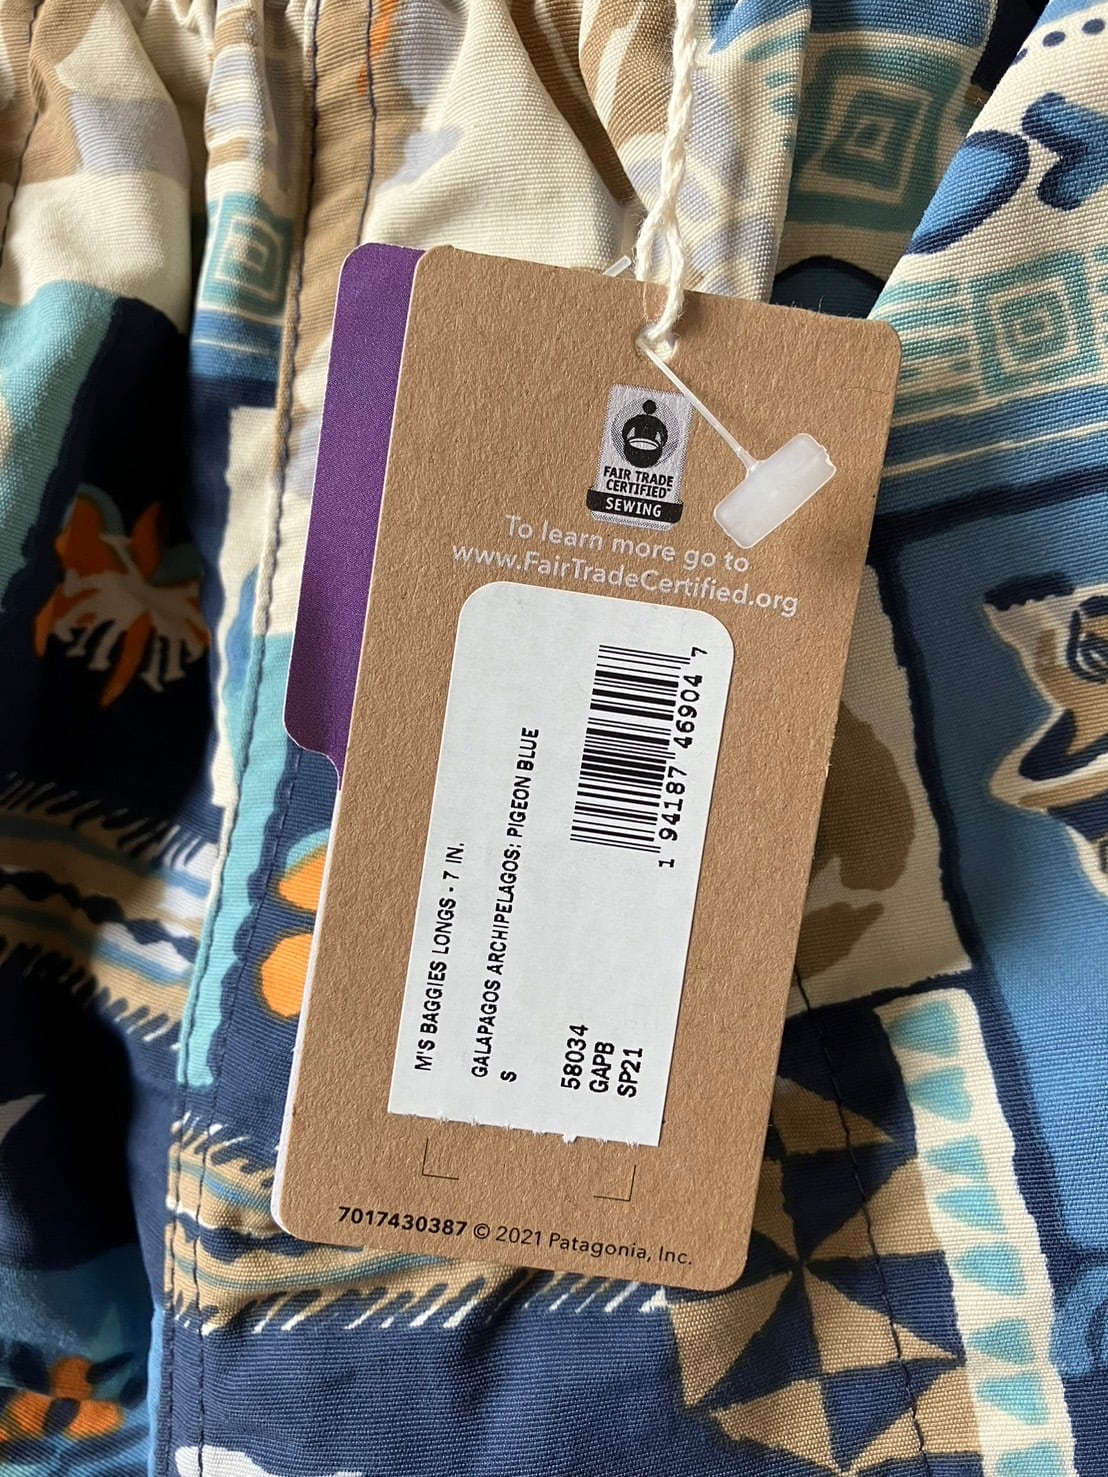 FAIR TRADE
CERTIFIED™
SEWING
To learn more go to
www.FairTradeCertified.org
1 94187 46904 7
M'S BAGGIES LONGS - 7 IN.
GALAPAGOS ARCHIPELAGOS: PIGEON BLUE
S
58034
GAPB
SP21
7017430387 © 2021 Patagonia, Inc.